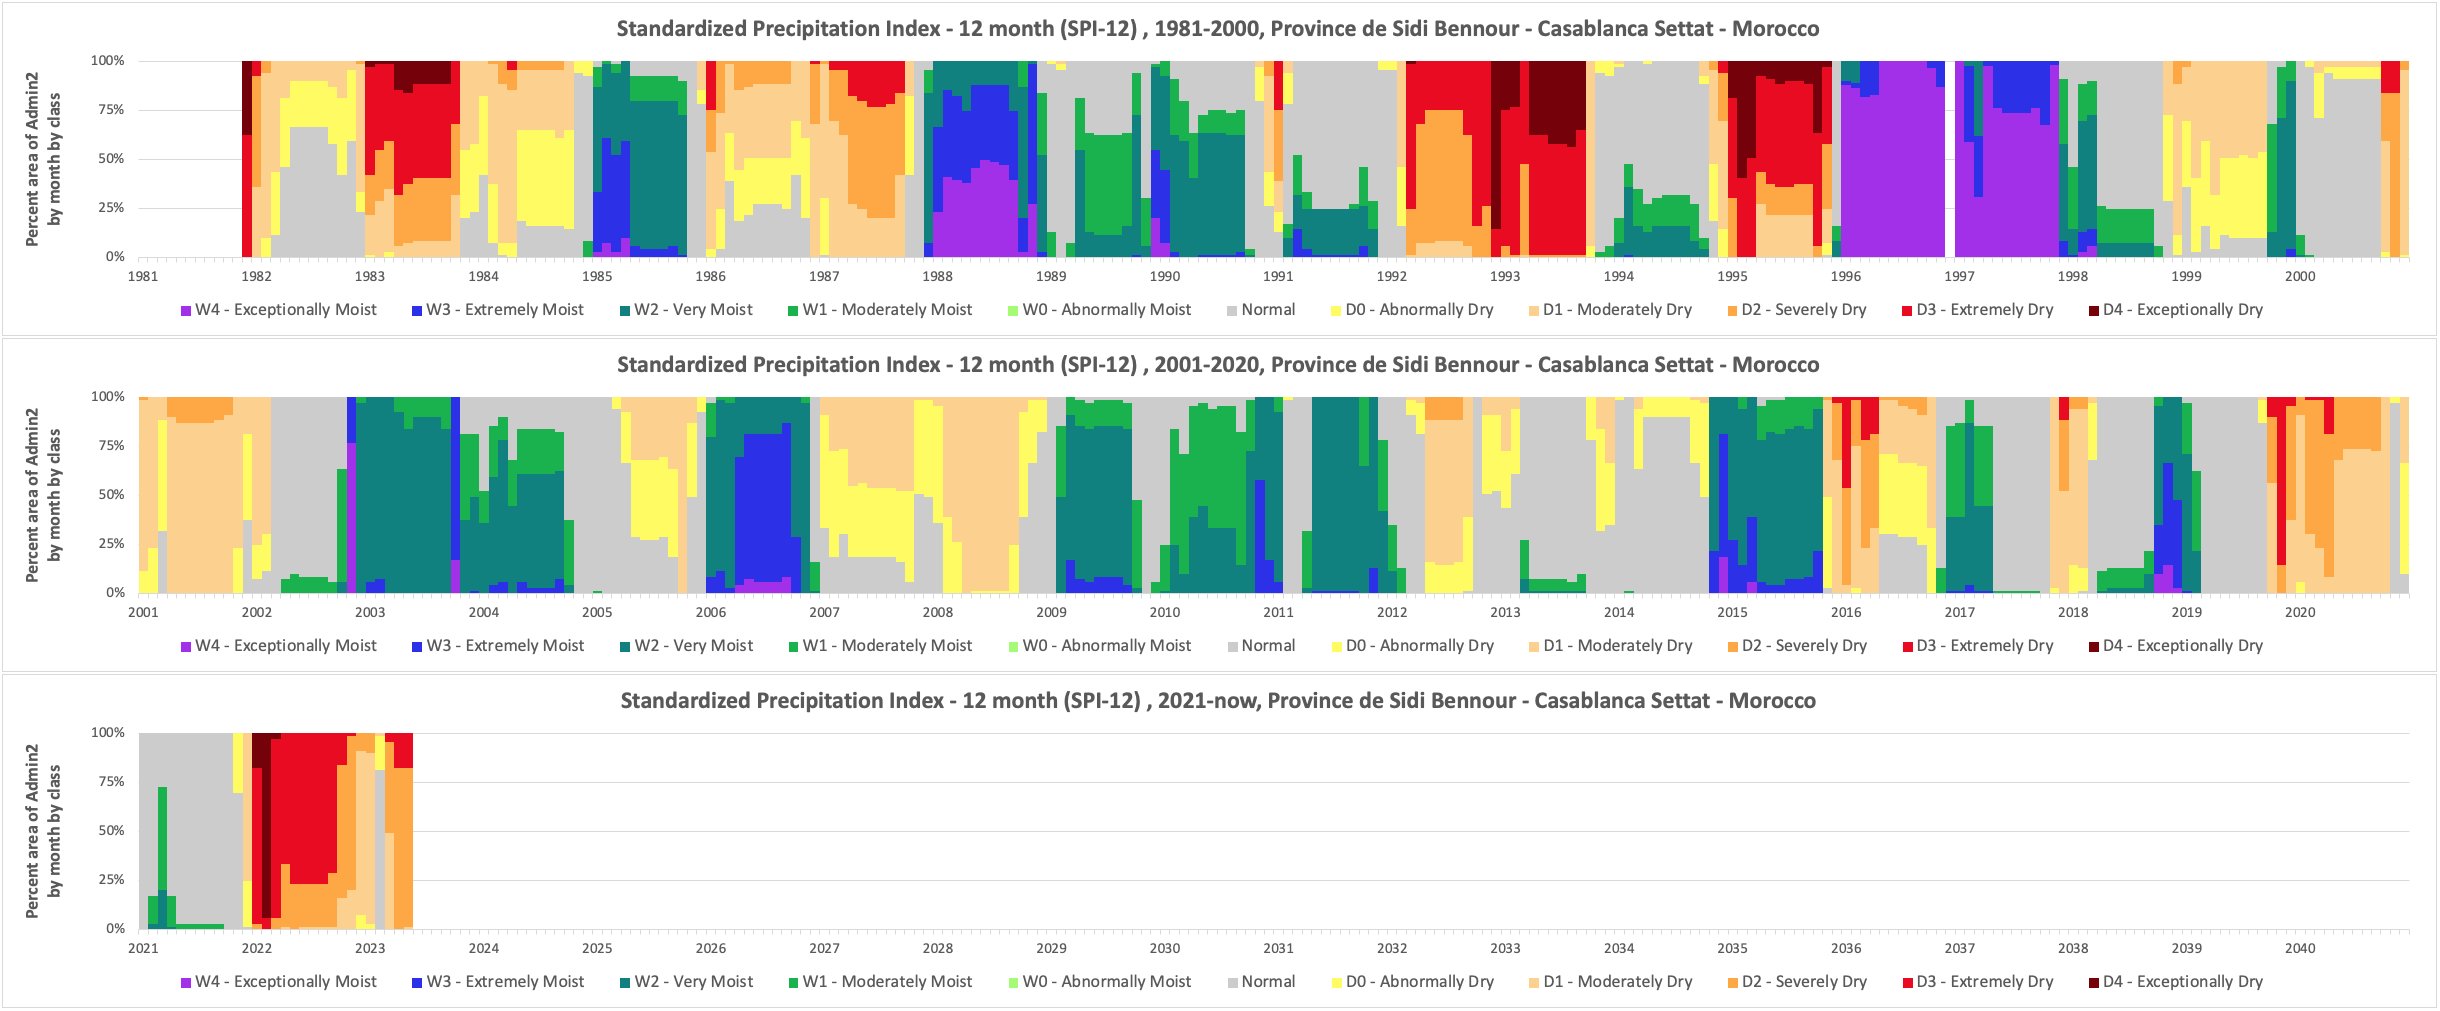 Standardized Precipitation Index - 12 month (SPI-12) , 1981-2000, Province de Sidi Bennour - Casablanca Settat - Morocco
Percent area of Admin2
by month by class
100%
75%
50%
25%
0%
1981 1982 1983 1984 1985 1986 1987 1988 1989 1990 1991 1992 1993 1994 1995 1996 1997 1998 1999 2000
W4 - Exceptionally Moist W3 - Extremely Moist W2 - Very Moist W1 - Moderately Moist W0 - Abnormally Moist Normal D0 - Abnormally Dry D1 - Moderately Dry D2 - Severely Dry D3 - Extremely Dry D4 - Exceptionally Dry
Standardized Precipitation Index - 12 month (SPI-12) , 2001-2020, Province de Sidi Bennour - Casablanca Settat - Morocco
Percent area of Admin2
by month by class
100%
75%
50%
25%
0%
2001 2002 2003 2004 2005 2006 2007 2008 2009 2010 2011 2012 2013 2014 2015 2016 2017 2018 2019 2020
W4 - Exceptionally Moist W3 - Extremely Moist W2 - Very Moist W1 - Moderately Moist W0 - Abnormally Moist Normal D0 - Abnormally Dry D1 - Moderately Dry D2 - Severely Dry D3 - Extremely Dry D4 - Exceptionally Dry
Standardized Precipitation Index - 12 month (SPI-12) , 2021-now, Province de Sidi Bennour - Casablanca Settat - Morocco
Percent area of Admin2
by month by class
100%
75%
50%
25%
0%
2021 2022 2023 2024 2025 2026 2027 2028 2029 2030 2031 2032 2033 2034 2035 2036 2037 2038 2039 2040
W4 - Exceptionally Moist W3 - Extremely Moist W2 - Very Moist W1 - Moderately Moist W0 - Abnormally Moist Normal D0 - Abnormally Dry D1 - Moderately Dry D2 - Severely Dry D3 - Extremely Dry D4 - Exceptionally Dry